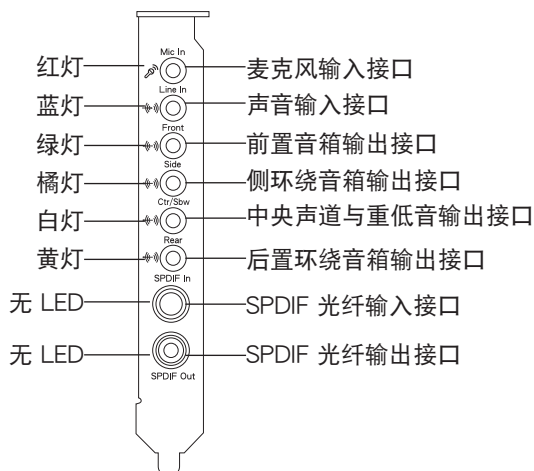 Mic In
红灯
麦克风输入接口
Line In
蓝灯
声音输入接口
Front
绿灯
前置音箱输出接口
Side
橘灯
侧环绕音箱输出接口
Ctr/Sbw
白灯
中央声道与重低音输出接口
Rear
黄灯
后置环绕音箱输出接口
SPDIF In
无 LED
SPDIF 光纤输入接口
无 LED
SPDIF 光纤输出接口
SPDIF Out